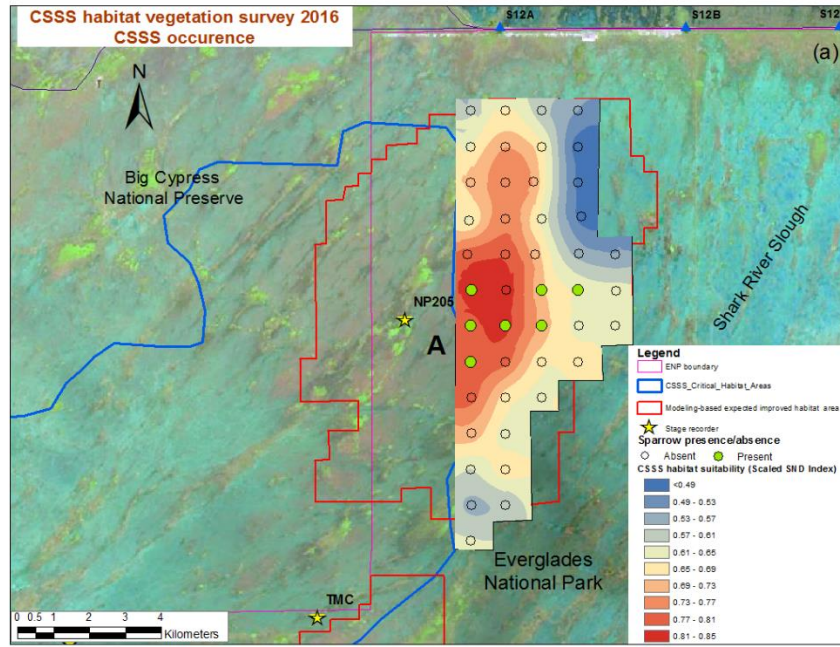 CSSS habitat vegetation survey 2016
CSSS occurence
S12A
S12B
S12
(a)
N
T
Big Cypress
National Preserve
NP205
A
Shark River Slough
Everglades
National Park
TMC
0 0.5 1 2 3 4
Kilometers
Legend
ENP boundary
CSSS_Critical_Habitat_Areas
Modeling-based expected improved habitat area
Stage recorder
Sparrow presence/absence
Absent Present
CSSS habitat suitability (Scaled SND Index)
<0.49
0.49 - 0.53
0.53 - 0.57
0.57 - 0.61
0.61 - 0.65
0.65 - 0.69
0.69 - 0.73
0.73 - 0.77
0.77 - 0.81
0.81 - 0.85